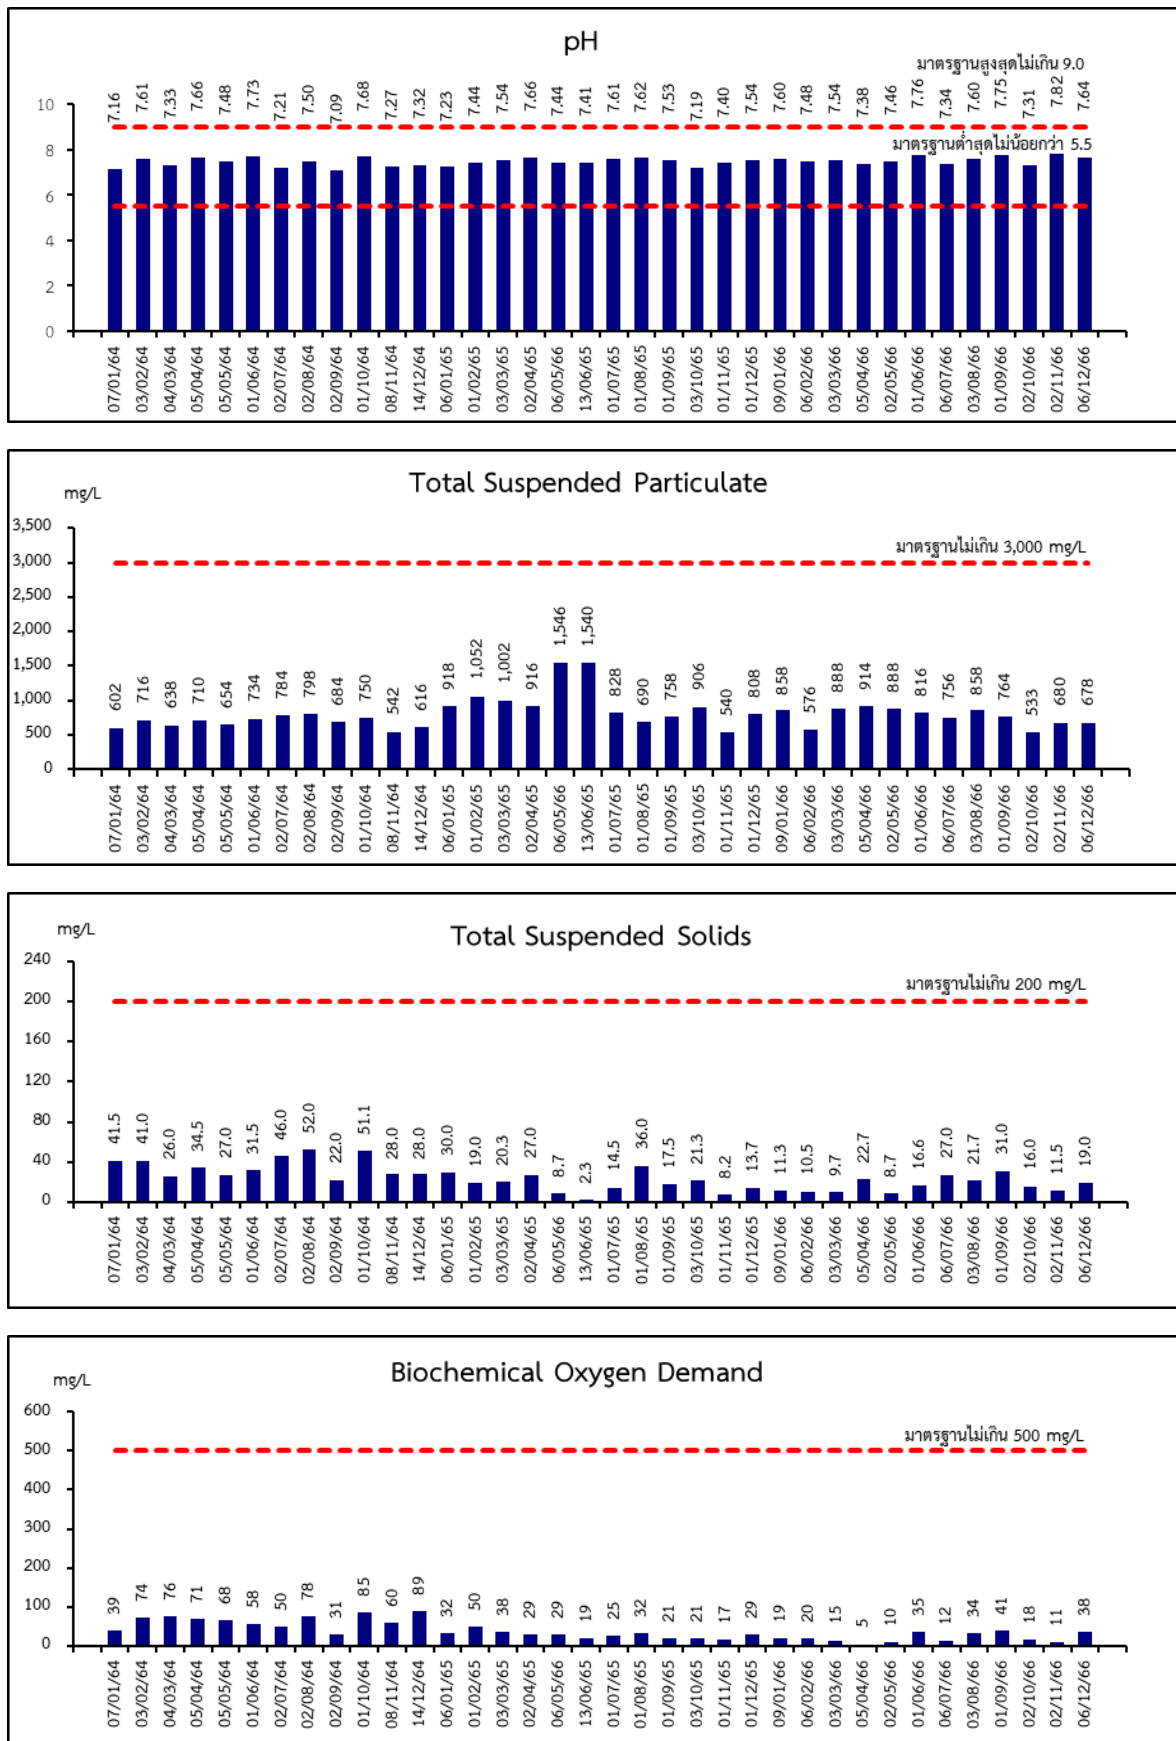 pH
มาตรฐานสูงสุดไม่เกิน 9.0
7.16 7.61 7.33 7.66 7.48 7.73 7.21 7.50 7.09 7.68 7.27 7.32 7.23 7.44 7.54 7.66 7.44 7.41 7.61 7.62 7.53 7.19 7.40 7.54 7.60 7.48 7.54 7.38 7.46 7.76 7.34 7.60 7.75 7.31 7.82 7.64
มาตรฐานต่ำสุดไม่น้อยกว่า 5.5
10
8
6
4
2
0
07/01/64 03/02/64 04/03/64 05/04/64 05/05/64 01/06/64 02/07/64 02/08/64 02/09/64 01/10/64 08/11/64 14/12/64 06/01/65 01/02/65 03/03/65 02/04/65 06/05/66 13/06/65 01/07/65 01/08/65 01/09/65 03/10/65 01/11/65 01/12/65 09/01/66 06/02/66 03/03/66 05/04/66 02/05/66 01/06/66 06/07/66 03/08/66 01/09/66 02/10/66 02/11/66 06/12/66
Total Suspended Particulate
mg/L
มาตรฐานไม่เกิน 3,000 mg/L
3,500
3,000
2,500
2,000
1,500
1,000
500
0
602 716 638 710 654 734 784 798 684 750 542 616 918 1,052 1,002 916 1,546 1,540 828 690 758 906 540 808 858 576 888 914 888 816 756 858 764 533 680 678
07/01/64 03/02/64 04/03/64 05/04/64 05/05/64 01/06/64 02/07/64 02/08/64 02/09/64 01/10/64 08/11/64 14/12/64 06/01/65 01/02/65 03/03/65 02/04/65 06/05/66 13/06/65 01/07/65 01/08/65 01/09/65 03/10/65 01/11/65 01/12/65 09/01/66 06/02/66 03/03/66 05/04/66 02/05/66 01/06/66 06/07/66 03/08/66 01/09/66 02/10/66 02/11/66 06/12/66
Total Suspended Solids
mg/L
มาตรฐานไม่เกิน 200 mg/L
240
200
160
120
80
40
0
41.5 41.0 26.0 34.5 27.0 31.5 46.0 52.0 22.0 51.1 28.0 28.0 30.0 19.0 20.3 27.0 8.7 2.3 14.5 36.0 17.5 21.3 8.2 13.7 11.3 10.5 9.7 22.7 8.7 16.6 27.0 21.7 31.0 16.0 11.5 19.0
07/01/64 03/02/64 04/03/64 05/04/64 05/05/64 01/06/64 02/07/64 02/08/64 02/09/64 01/10/64 08/11/64 14/12/64 06/01/65 01/02/65 03/03/65 02/04/65 06/05/66 13/06/65 01/07/65 01/08/65 01/09/65 03/10/65 01/11/65 01/12/65 09/01/66 06/02/66 03/03/66 05/04/66 02/05/66 01/06/66 06/07/66 03/08/66 01/09/66 02/10/66 02/11/66 06/12/66
Biochemical Oxygen Demand
mg/L
มาตรฐานไม่เกิน 500 mg/L
600
500
400
300
200
100
0
39 74 76 71 68 58 50 78 31 85 60 89 32 50 38 29 29 19 25 32 21 21 17 29 19 20 15 5 10 35 12 34 41 18 11 38
07/01/64 03/02/64 04/03/64 05/04/64 05/05/64 01/06/64 02/07/64 02/08/64 02/09/64 01/10/64 08/11/64 14/12/64 06/01/65 01/02/65 03/03/65 02/04/65 06/05/66 13/06/65 01/07/65 01/08/65 01/09/65 03/10/65 01/11/65 01/12/65 09/01/66 06/02/66 03/03/66 05/04/66 02/05/66 01/06/66 06/07/66 03/08/66 01/09/66 02/10/66 02/11/66 06/12/65